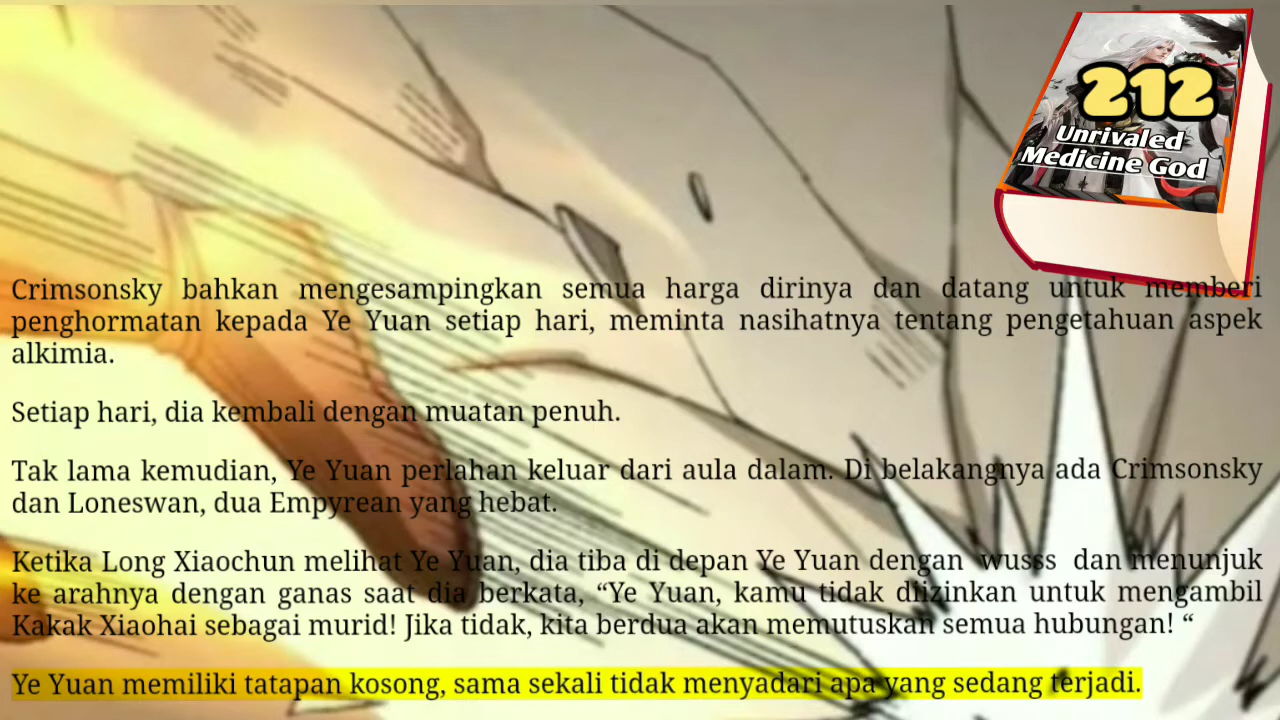 212
Unrivaled
Medicine God
Crimsonsky bahkan mengesampingkan semua harga dirinya dan datang untuk memberi
penghormatan kepada Ye Yuan setiap hari, meminta nasihatnya tentang pengetahuan aspek
alkimia.
Setiap hari, dia kembali dengan muatan penuh.
Tak lama kemudian, Ye Yuan perlahan keluar dari aula dalam. Di belakangnya ada Crimsonsky
dan Loneswan, dua Empyrean yang hebat.
Ketika Long Xiaochun melihat Ye Yuan, dia tiba di depan Ye Yuan dengan wusss dan menunjuk
ke arahnya dengan ganas saat dia berkata, “Ye Yuan, kamu tidak diizinkan untuk mengambil
Kakak Xiaohai sebagai murid! Jika tidak, kita berdua akan memutuskan semua hubungan! “
Ye Yuan memiliki tatapan kosong, sama sekali tidak menyadari apa yang sedang terjadi.